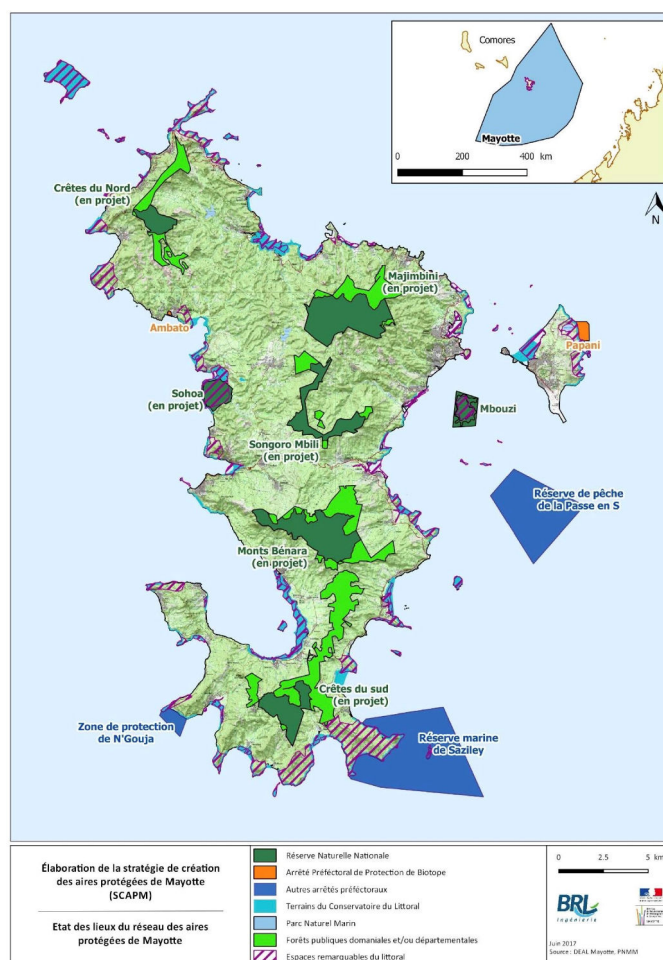 Comores
Mayotte
0 200 400 km
N
Crêtes du Nord
(en projet)
Majimbini
(en projet)
Ambato
Papani
Sohoa
(en projet)
Mbouzi
Songoro Mbili
(en projet)
Réserve de pêche
de la Passe en S
Monts Bénara
(en projet)
Crêtes du sud
(en projet)
Zone de protection
de N'Gouja
Réserve marine
de Saziley
Élaboration de la stratégie de création
des aires protégées de Mayotte
(SCAPM)
Etat des lieux du réseau des aires
protégées de Mayotte
Réserve Naturelle Nationale
Arrêté Préféctoral de Protection de Biotope
Autres arrêtés préféctoraux
Terrains du Conservatoire du Littoral
Parc Naturel Marin
Forêts publiques domaniales et/ou départementales
Espaces remarquables du littoral
0 2.5 5 km
BRL
ingénierie
Juin 2017
Source : DEAL Mayotte, PNMM